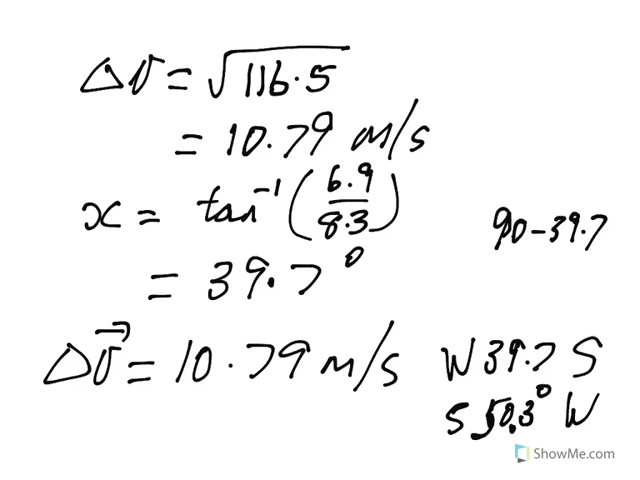 Δv = √116.5
= 10.79 m/s
x = tan⁻¹ (6.9/8.3)
90-39.7
= 39.7°
Δv⃗ = 10.79 m/s W 39.7 S
S 50.3° W
ShowMe.com